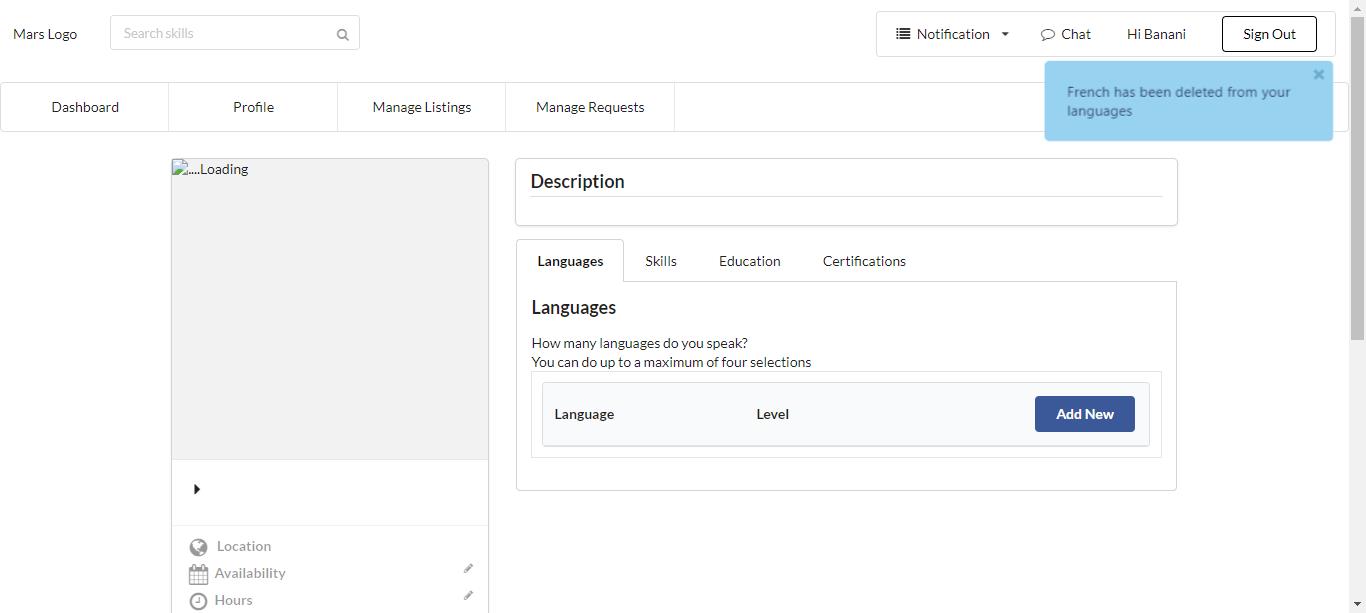 Mars Logo
Search skills
Notification
Chat
Hi Banani
Sign Out
French has been deleted from your
languages
Dashboard
Profile
Manage Listings
Manage Requests
....Loading
Description
Languages
Skills
Education
Certifications
Languages
How many languages do you speak?
You can do up to a maximum of four selections
Language
Level
Add New
Location
Availability
Hours